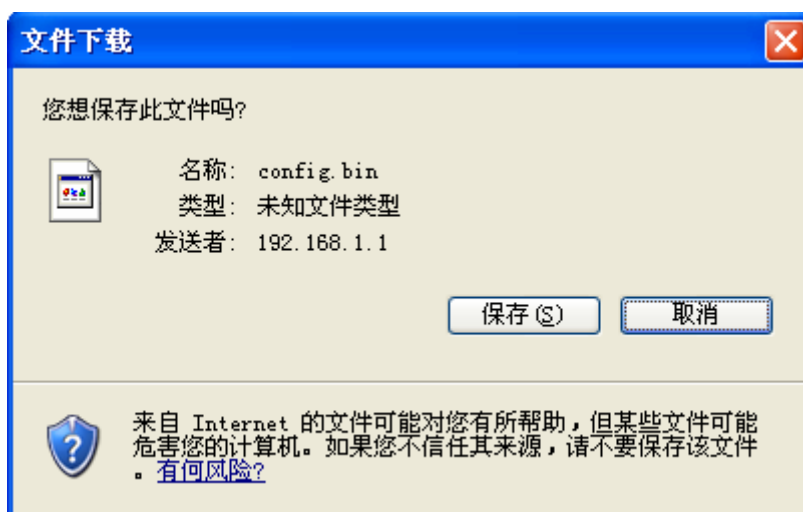 文件下载
您想保存此文件吗?
名称: config.bin
类型: 未知文件类型
发送者: 192.168.1.1
保存(S) 取消
来自 Internet 的文件可能对您有所帮助，但某些文件可能
危害您的计算机。如果您不信任其来源，请不要保存该文件
。有何风险?